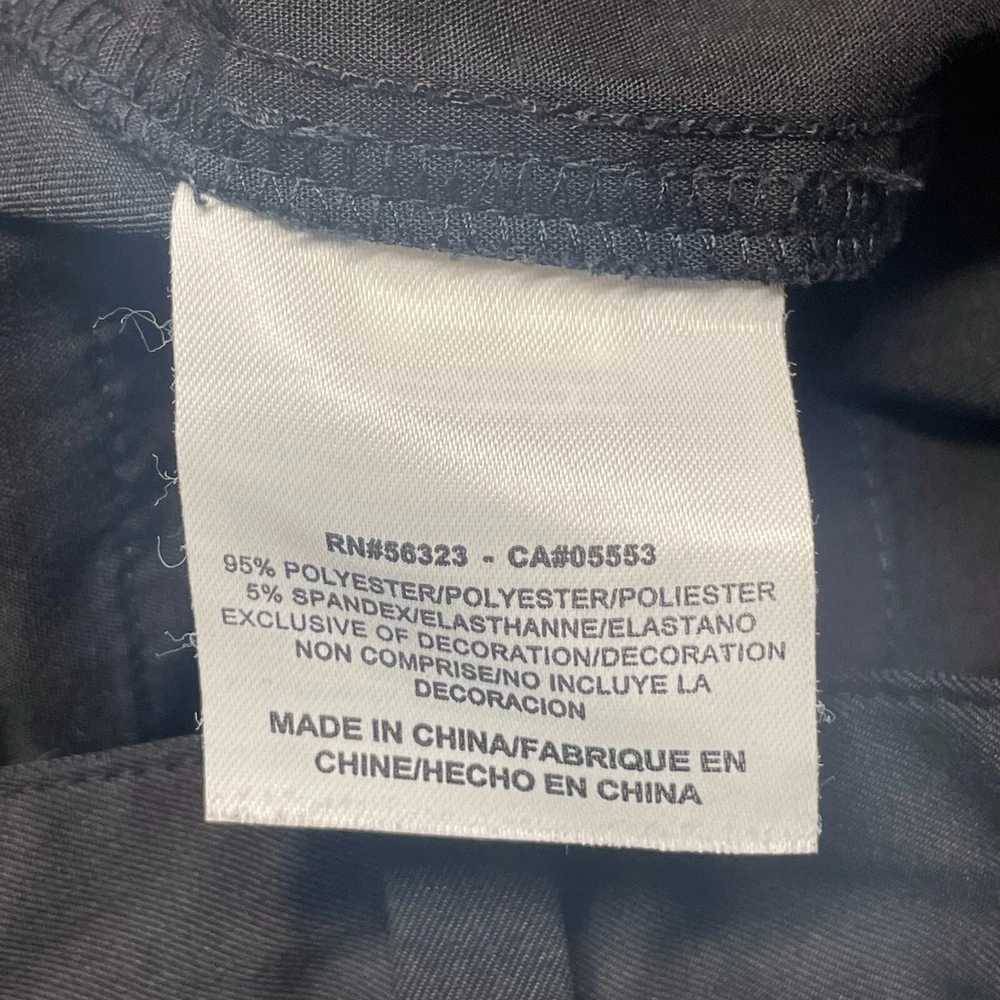 RN#56323 - CA#05553
95% POLYESTER/POLYESTER/POLIESTER
5% SPANDEX/ELASTHANNE/ELASTANO
EXCLUSIVE OF DECORATION/DECORATION
NON COMPRISE/NO INCLUYE LA
DECORACION
MADE IN CHINA/FABRIQUE EN
CHINE/HECHO EN CHINA